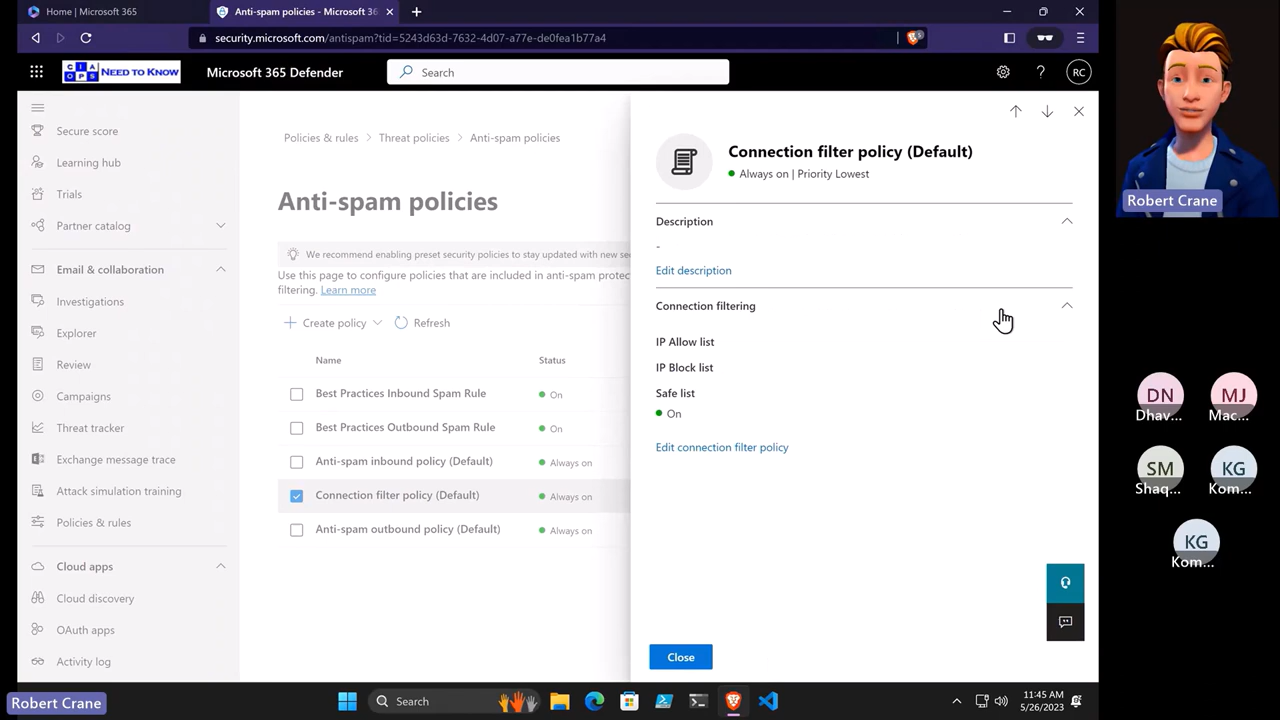 Home | Microsoft 365
Anti-spam policies - Microsoft 36
security.microsoft.com/antispam?tid=5243d63d-7632-4d07-a77e-de0fea1b77a4
5
CIAOPS NEED TO KNOW
Microsoft 365 Defender
Search
RC
Secure score
Learning hub
Trials
Partner catalog
Email & collaboration
Investigations
Explorer
Review
Campaigns
Threat tracker
Exchange message trace
Attack simulation training
Policies & rules
Cloud apps
Cloud discovery
OAuth apps
Activity log
Policies & rules > Threat policies > Anti-spam policies
Anti-spam policies
We recommend enabling preset security policies to stay updated with new se
Use this page to configure policies that are included in anti-spam protec
filtering. Learn more
Create policy
Refresh
Name Status
Best Practices Inbound Spam Rule On
Best Practices Outbound Spam Rule On
Anti-spam inbound policy (Default) Always on
Connection filter policy (Default) Always on
Anti-spam outbound policy (Default) Always on
Connection filter policy (Default)
Always on | Priority Lowest
Description
-
Edit description
Connection filtering
IP Allow list
IP Block list
Safe list
On
Edit connection filter policy
Close
Robert Crane
DN
Dhav...
MJ
Mac...
SM
Shaq...
KG
Kom...
KG
Kom...
Robert Crane
Search
11:45 AM
5/26/2023